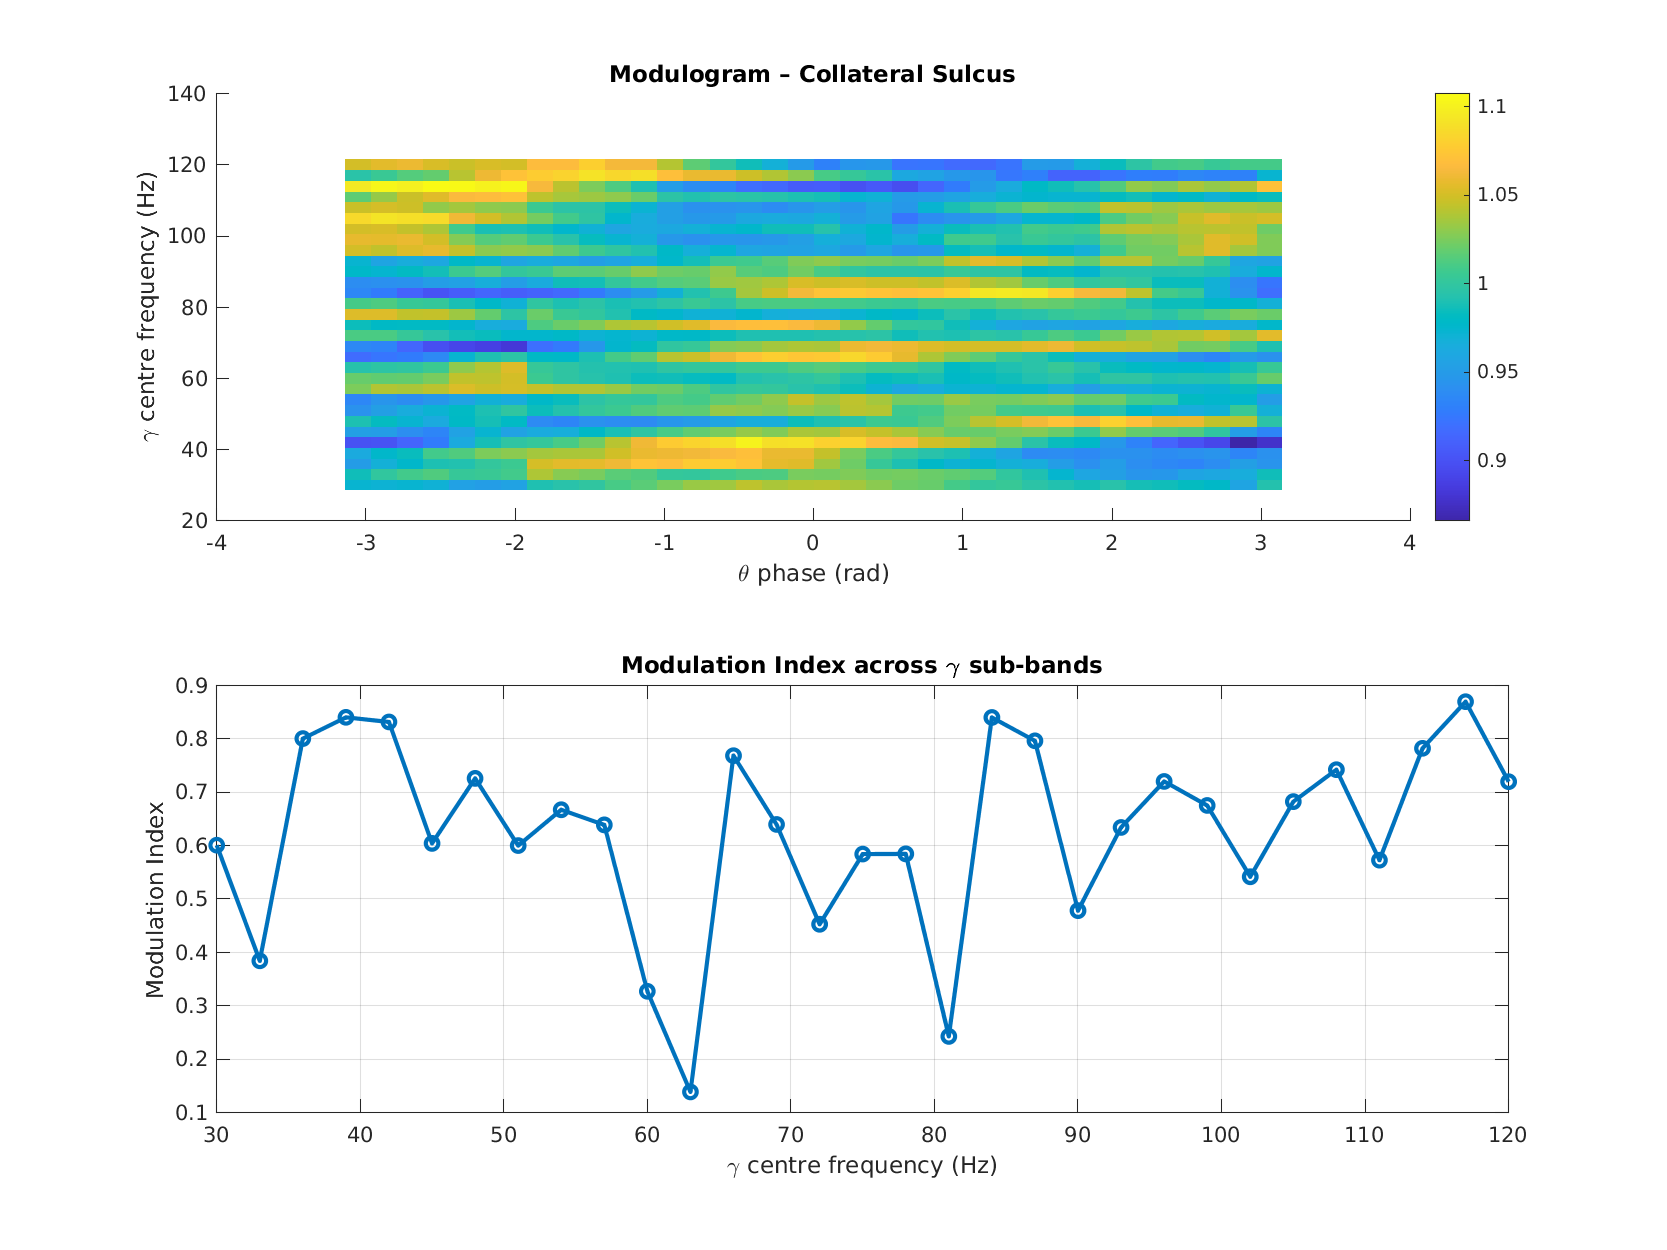 Modulogram – Collateral Sulcus
140
120
100
80
60
40
20
γ centre frequency (Hz)
-4 -3 -2 -1 0 1 2 3 4
θ phase (rad)
1.1
1.05
1
0.95
0.9
Modulation Index across γ sub-bands
0.9
0.8
0.7
0.6
0.5
0.4
0.3
0.2
0.1
Modulation Index
30 40 50 60 70 80 90 100 110 120
γ centre frequency (Hz)